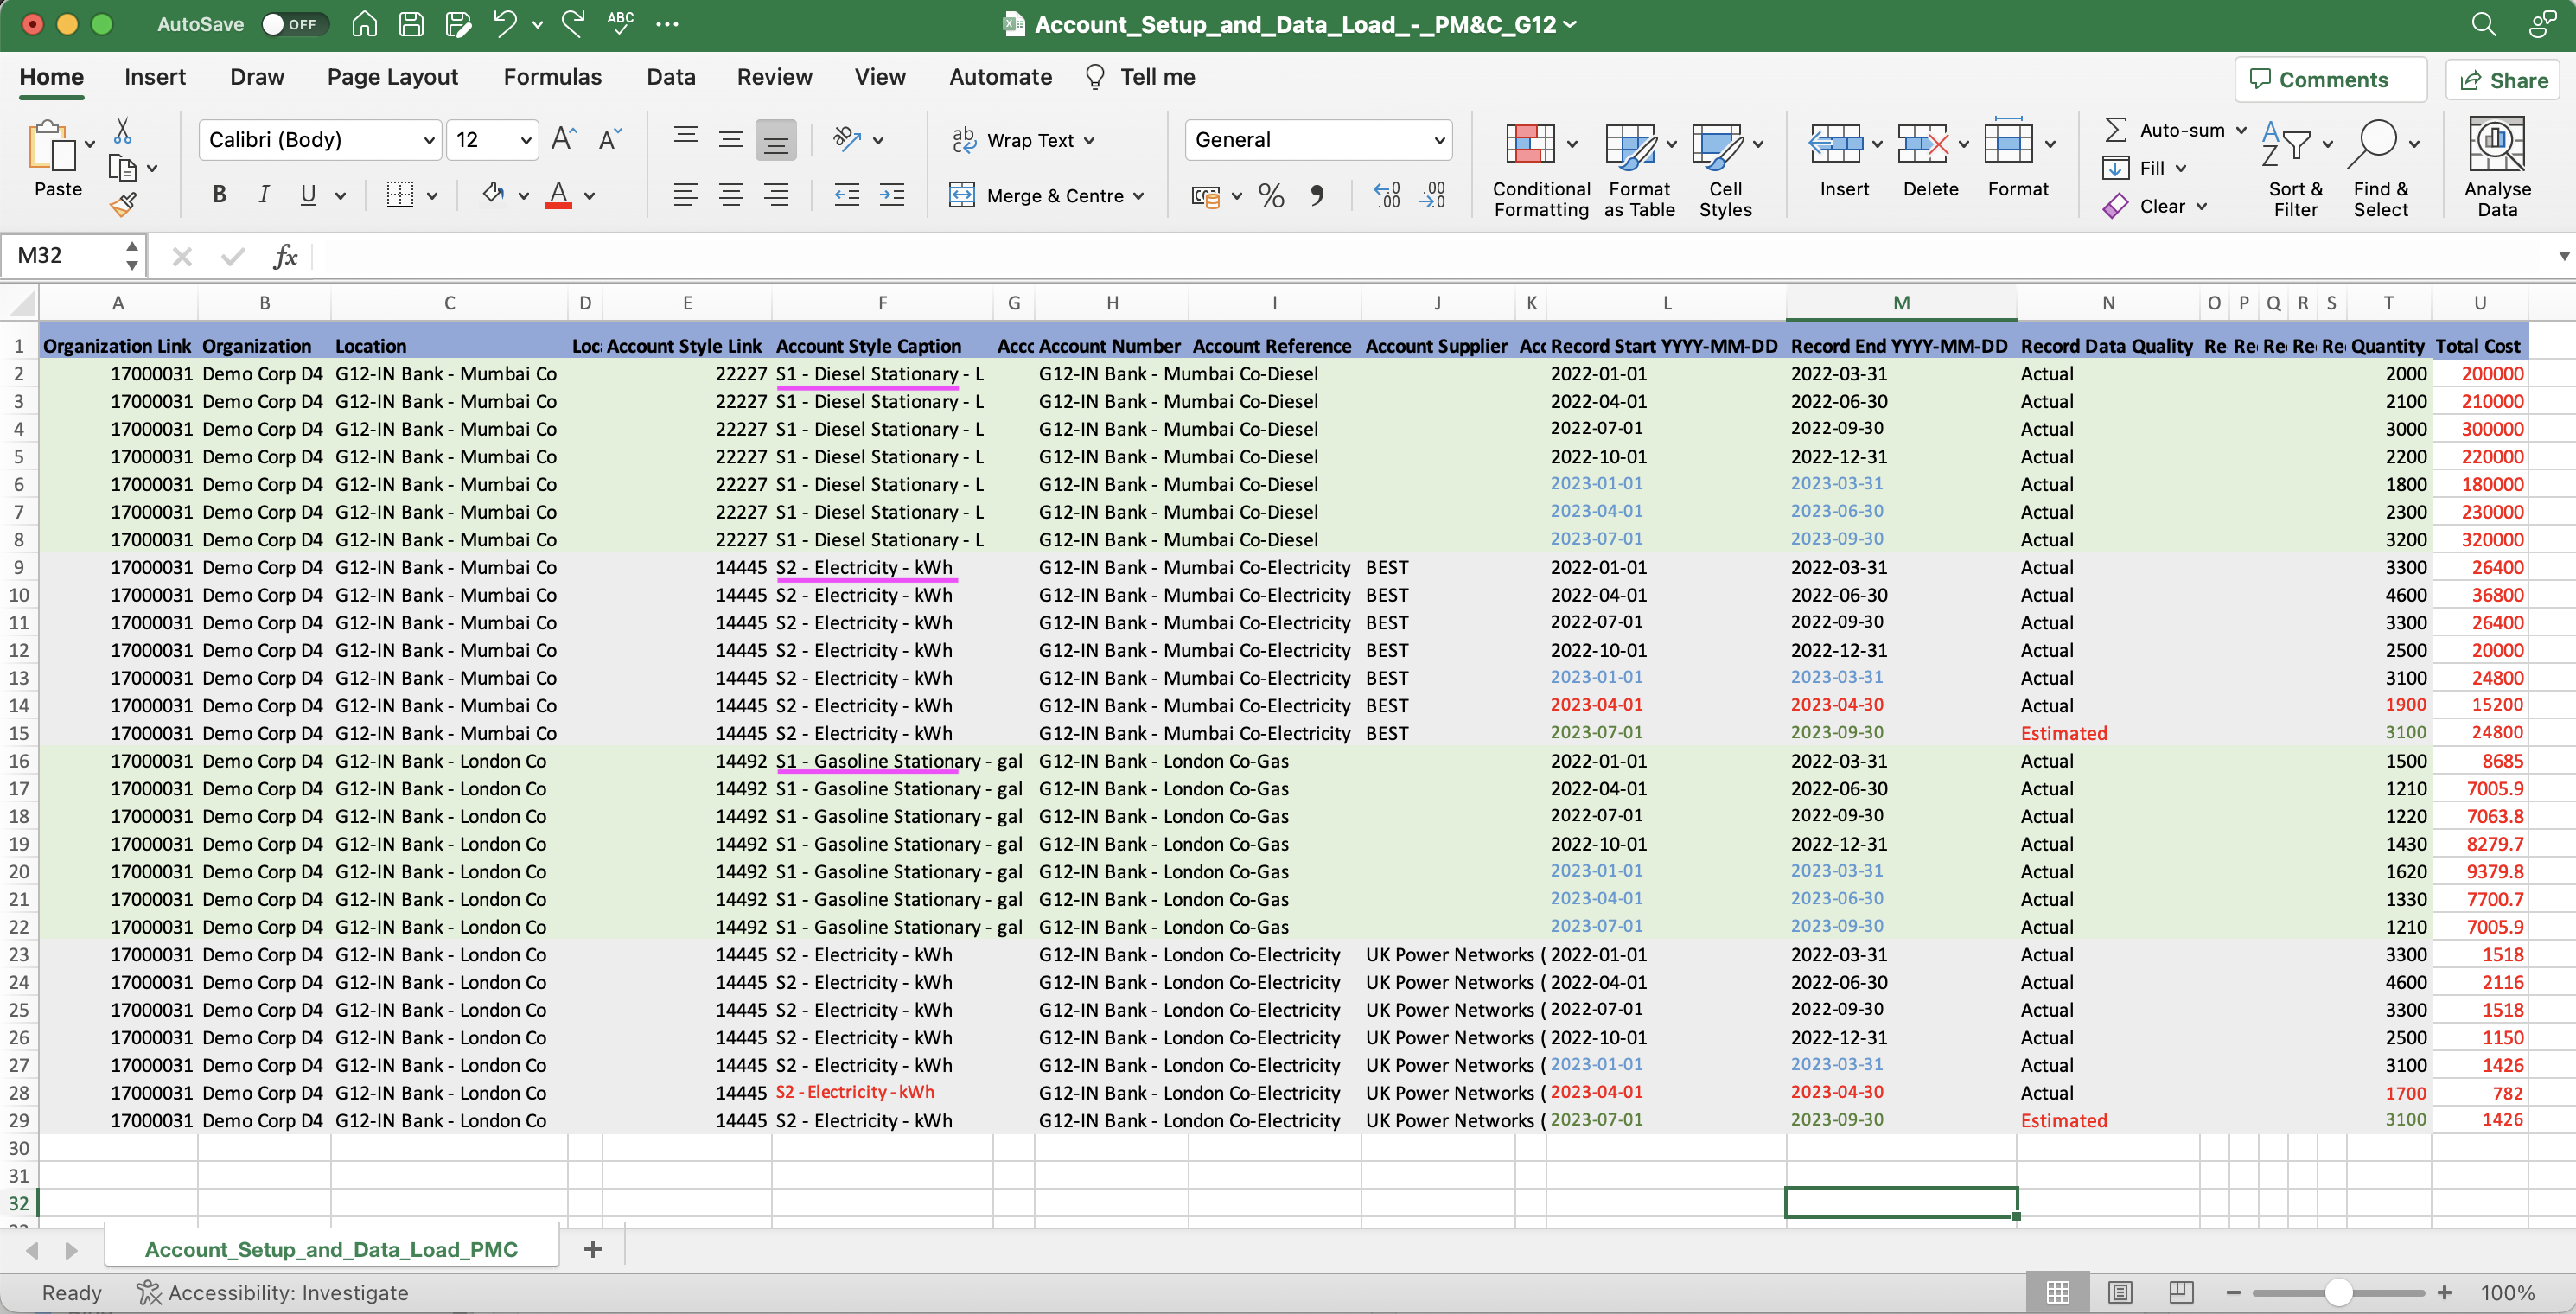 AutoSave OFF ABC ... Account_Setup_and_Data_Load_-_PM&C_G12
Home Insert Draw Page Layout Formulas Data Review View Automate Tell me Comments Share
Paste Calibri (Body) 12 A A B I U A ab c Wrap Text Merge & Centre General % .00 Conditional Formatting Format as Table Cell Styles Insert Delete Format Auto-sum Fill Clear A Z Sort & Filter Find & Select Analyse Data
M32 fx
A B C D E F G H I J K L M N O P Q R S T U
1 Organization Link Organization Location Loc Account Style Link Account Style Caption Acco Account Number Account Reference Account Supplier Acc Record Start YYYY-MM-DD Record End YYYY-MM-DD Record Data Quality Re Re Re Re Re Quantity Total Cost
2 17000031 Demo Corp D4 G12-IN Bank - Mumbai Co 22227 S1 - Diesel Stationary - L G12-IN Bank - Mumbai Co-Diesel 2022-01-01 2022-03-31 Actual 2000 200000
3 17000031 Demo Corp D4 G12-IN Bank - Mumbai Co 22227 S1 - Diesel Stationary - L G12-IN Bank - Mumbai Co-Diesel 2022-04-01 2022-06-30 Actual 2100 210000
4 17000031 Demo Corp D4 G12-IN Bank - Mumbai Co 22227 S1 - Diesel Stationary - L G12-IN Bank - Mumbai Co-Diesel 2022-07-01 2022-09-30 Actual 3000 300000
5 17000031 Demo Corp D4 G12-IN Bank - Mumbai Co 22227 S1 - Diesel Stationary - L G12-IN Bank - Mumbai Co-Diesel 2022-10-01 2022-12-31 Actual 2200 220000
6 17000031 Demo Corp D4 G12-IN Bank - Mumbai Co 22227 S1 - Diesel Stationary - L G12-IN Bank - Mumbai Co-Diesel 2023-01-01 2023-03-31 Actual 1800 180000
7 17000031 Demo Corp D4 G12-IN Bank - Mumbai Co 22227 S1 - Diesel Stationary - L G12-IN Bank - Mumbai Co-Diesel 2023-04-01 2023-06-30 Actual 2300 230000
8 17000031 Demo Corp D4 G12-IN Bank - Mumbai Co 22227 S1 - Diesel Stationary - L G12-IN Bank - Mumbai Co-Diesel 2023-07-01 2023-09-30 Actual 3200 320000
9 17000031 Demo Corp D4 G12-IN Bank - Mumbai Co 14445 S2 - Electricity - kWh G12-IN Bank - Mumbai Co-Electricity BEST 2022-01-01 2022-03-31 Actual 3300 26400
10 17000031 Demo Corp D4 G12-IN Bank - Mumbai Co 14445 S2 - Electricity - kWh G12-IN Bank - Mumbai Co-Electricity BEST 2022-04-01 2022-06-30 Actual 4600 36800
11 17000031 Demo Corp D4 G12-IN Bank - Mumbai Co 14445 S2 - Electricity - kWh G12-IN Bank - Mumbai Co-Electricity BEST 2022-07-01 2022-09-30 Actual 3300 26400
12 17000031 Demo Corp D4 G12-IN Bank - Mumbai Co 14445 S2 - Electricity - kWh G12-IN Bank - Mumbai Co-Electricity BEST 2022-10-01 2022-12-31 Actual 2500 20000
13 17000031 Demo Corp D4 G12-IN Bank - Mumbai Co 14445 S2 - Electricity - kWh G12-IN Bank - Mumbai Co-Electricity BEST 2023-01-01 2023-03-31 Actual 3100 24800
14 17000031 Demo Corp D4 G12-IN Bank - Mumbai Co 14445 S2 - Electricity - kWh G12-IN Bank - Mumbai Co-Electricity BEST 2023-04-01 2023-04-30 Actual 1900 15200
15 17000031 Demo Corp D4 G12-IN Bank - Mumbai Co 14445 S2 - Electricity - kWh G12-IN Bank - Mumbai Co-Electricity BEST 2023-07-01 2023-09-30 Estimated 3100 24800
16 17000031 Demo Corp D4 G12-IN Bank - London Co 14492 S1 - Gasoline Stationary - gal G12-IN Bank - London Co-Gas 2022-01-01 2022-03-31 Actual 1500 8685
17 17000031 Demo Corp D4 G12-IN Bank - London Co 14492 S1 - Gasoline Stationary - gal G12-IN Bank - London Co-Gas 2022-04-01 2022-06-30 Actual 1210 7005.9
18 17000031 Demo Corp D4 G12-IN Bank - London Co 14492 S1 - Gasoline Stationary - gal G12-IN Bank - London Co-Gas 2022-07-01 2022-09-30 Actual 1220 7063.8
19 17000031 Demo Corp D4 G12-IN Bank - London Co 14492 S1 - Gasoline Stationary - gal G12-IN Bank - London Co-Gas 2022-10-01 2022-12-31 Actual 1430 8279.7
20 17000031 Demo Corp D4 G12-IN Bank - London Co 14492 S1 - Gasoline Stationary - gal G12-IN Bank - London Co-Gas 2023-01-01 2023-03-31 Actual 1620 9379.8
21 17000031 Demo Corp D4 G12-IN Bank - London Co 14492 S1 - Gasoline Stationary - gal G12-IN Bank - London Co-Gas 2023-04-01 2023-06-30 Actual 1330 7700.7
22 17000031 Demo Corp D4 G12-IN Bank - London Co 14492 S1 - Gasoline Stationary - gal G12-IN Bank - London Co-Gas 2023-07-01 2023-09-30 Actual 1210 7005.9
23 17000031 Demo Corp D4 G12-IN Bank - London Co 14445 S2 - Electricity - kWh G12-IN Bank - London Co-Electricity UK Power Networks ( 2022-01-01 2022-03-31 Actual 3300 1518
24 17000031 Demo Corp D4 G12-IN Bank - London Co 14445 S2 - Electricity - kWh G12-IN Bank - London Co-Electricity UK Power Networks ( 2022-04-01 2022-06-30 Actual 4600 2116
25 17000031 Demo Corp D4 G12-IN Bank - London Co 14445 S2 - Electricity - kWh G12-IN Bank - London Co-Electricity UK Power Networks ( 2022-07-01 2022-09-30 Actual 3300 1518
26 17000031 Demo Corp D4 G12-IN Bank - London Co 14445 S2 - Electricity - kWh G12-IN Bank - London Co-Electricity UK Power Networks ( 2022-10-01 2022-12-31 Actual 2500 1150
27 17000031 Demo Corp D4 G12-IN Bank - London Co 14445 S2 - Electricity - kWh G12-IN Bank - London Co-Electricity UK Power Networks ( 2023-01-01 2023-03-31 Actual 3100 1426
28 17000031 Demo Corp D4 G12-IN Bank - London Co 14445 S2 - Electricity - kWh G12-IN Bank - London Co-Electricity UK Power Networks ( 2023-04-01 2023-04-30 Actual 1700 782
29 17000031 Demo Corp D4 G12-IN Bank - London Co 14445 S2 - Electricity - kWh G12-IN Bank - London Co-Electricity UK Power Networks ( 2023-07-01 2023-09-30 Estimated 3100 1426
30
31
32
Account_Setup_and_Data_Load_PMC +
Ready Accessibility: Investigate 100%